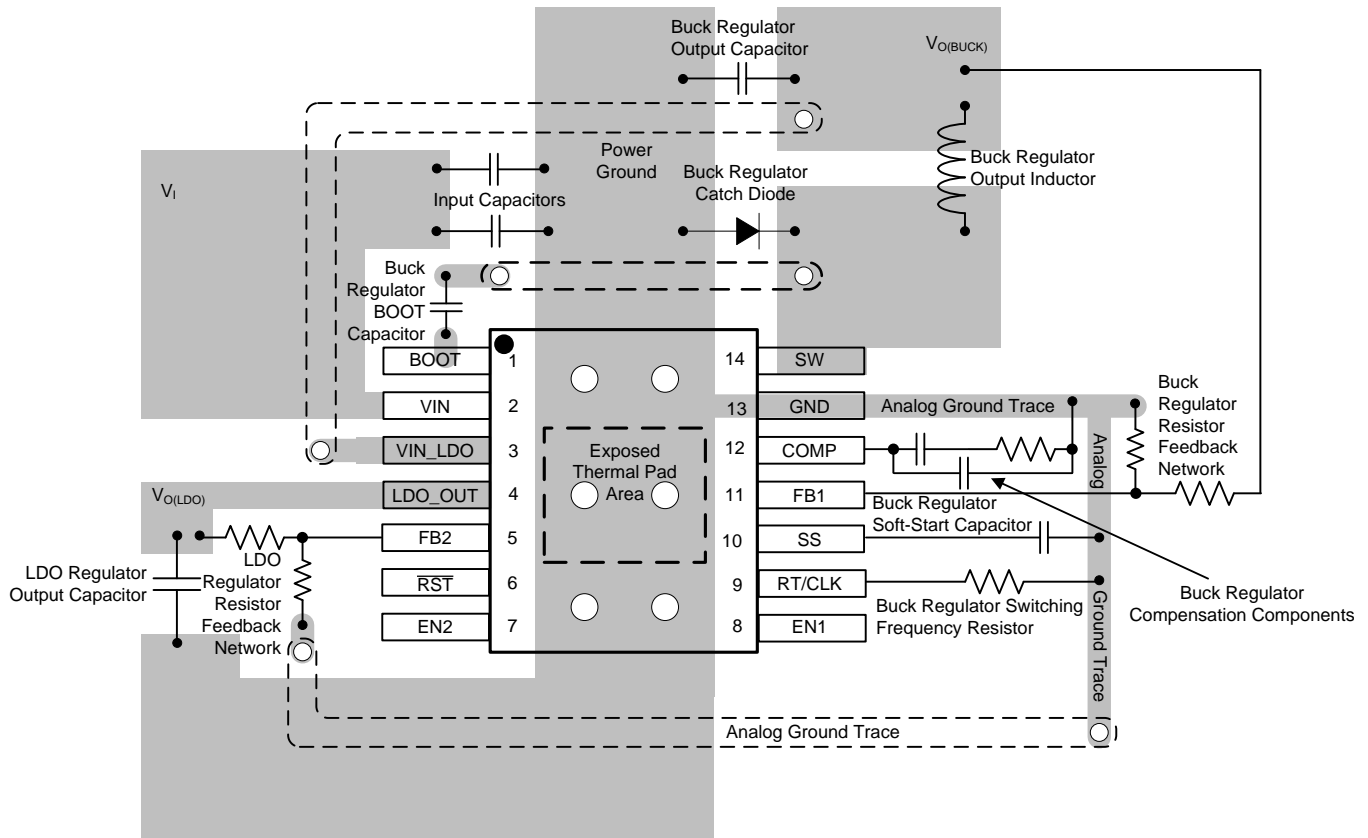 Buck Regulator
Output Capacitor
VO(BUCK)
Power
Ground
Buck Regulator
Catch Diode
Buck Regulator
Output Inductor
VI
Input Capacitors
Buck
Regulator
BOOT
Capacitor
BOOT
1
14
SW
VIN
2
13
GND
Analog Ground Trace
Buck
Regulator
Resistor
Feedback
Network
VIN_LDO
3
12
COMP
Exposed
Thermal Pad
Area
Analog
Ground Trace
VO(LDO)
LDO_OUT
4
11
FB1
Buck Regulator
Soft-Start Capacitor
FB2
5
10
SS
LDO
Regulator
Resistor
Feedback
Network
LDO Regulator
Output Capacitor
RST
6
9
RT/CLK
Buck Regulator Switching
Frequency Resistor
Buck Regulator
Compensation Components
EN2
7
8
EN1
Analog Ground Trace